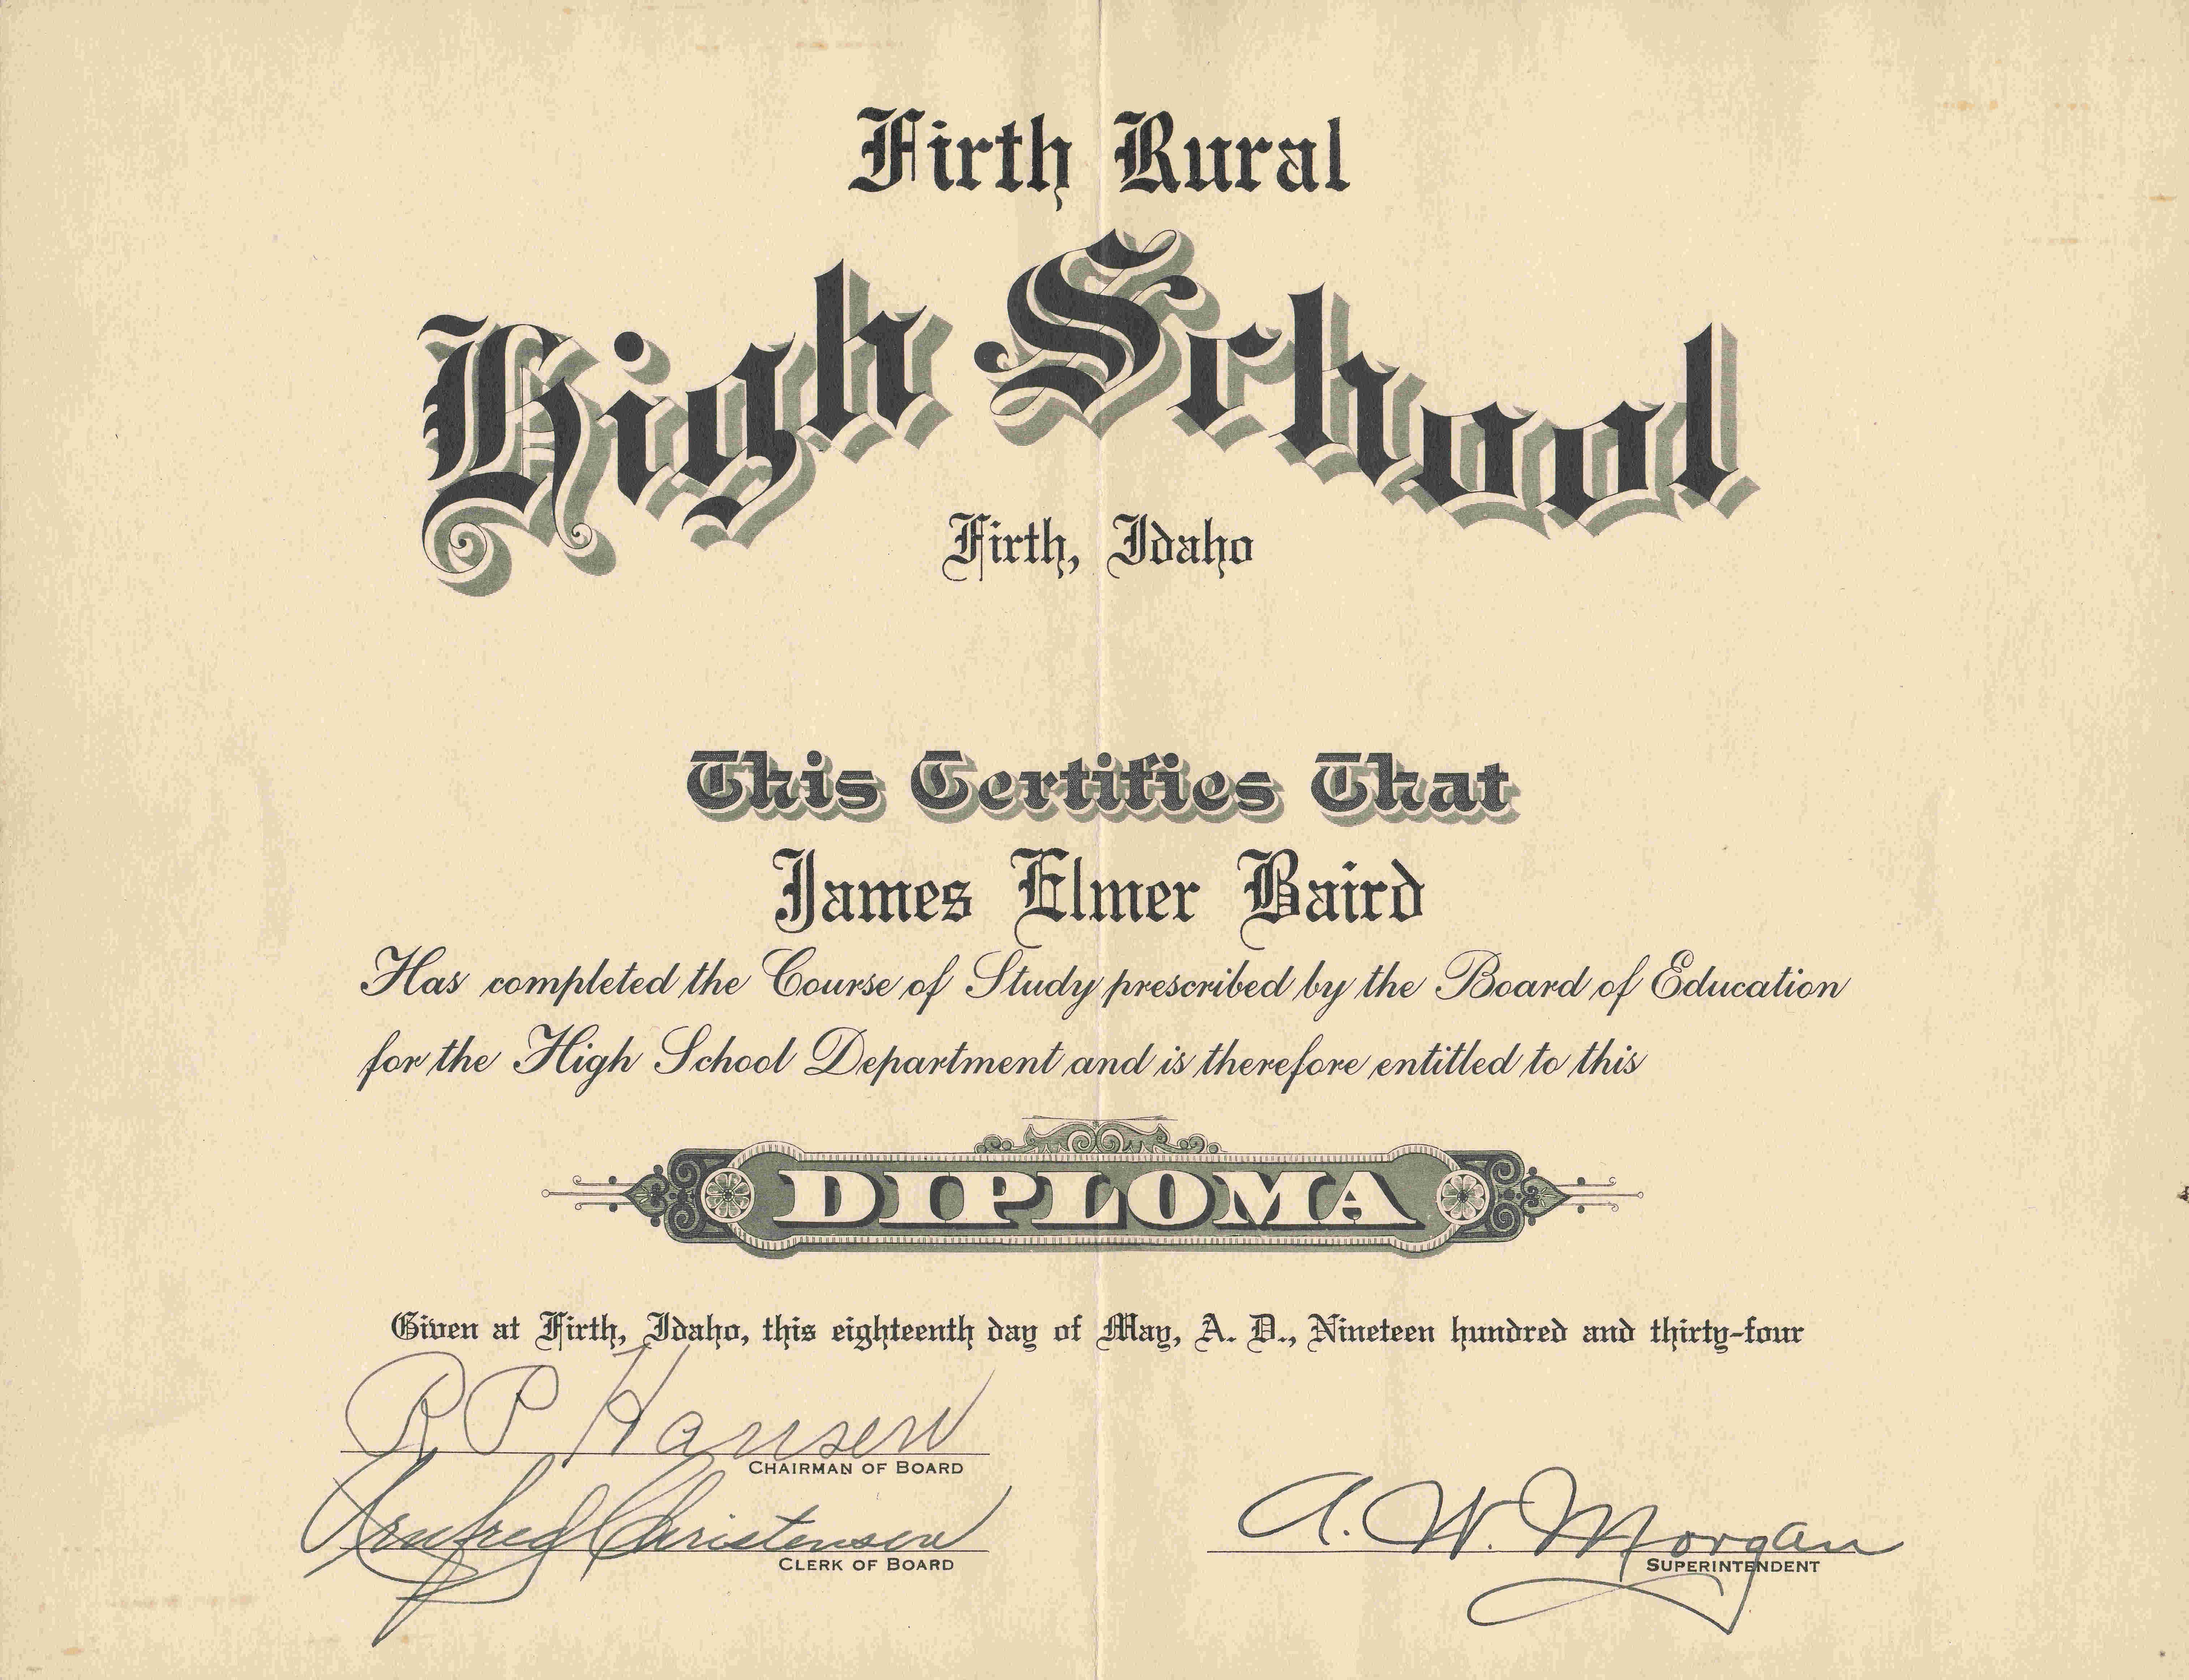 Firth Rural
High School
Firth, Idaho
This Certifies That
James Elmer Baird
Has completed the Course of Study prescribed by the Board of Education
for the High School Department and is therefore entitled to this
DIPLOMA
Given at Firth, Idaho, this eighteenth day of May, A. D., Nineteen hundred and thirty-four
R P Hansen
CHAIRMAN OF BOARD
Christensen
CLERK OF BOARD
A. W. Morgan
SUPERINTENDENT